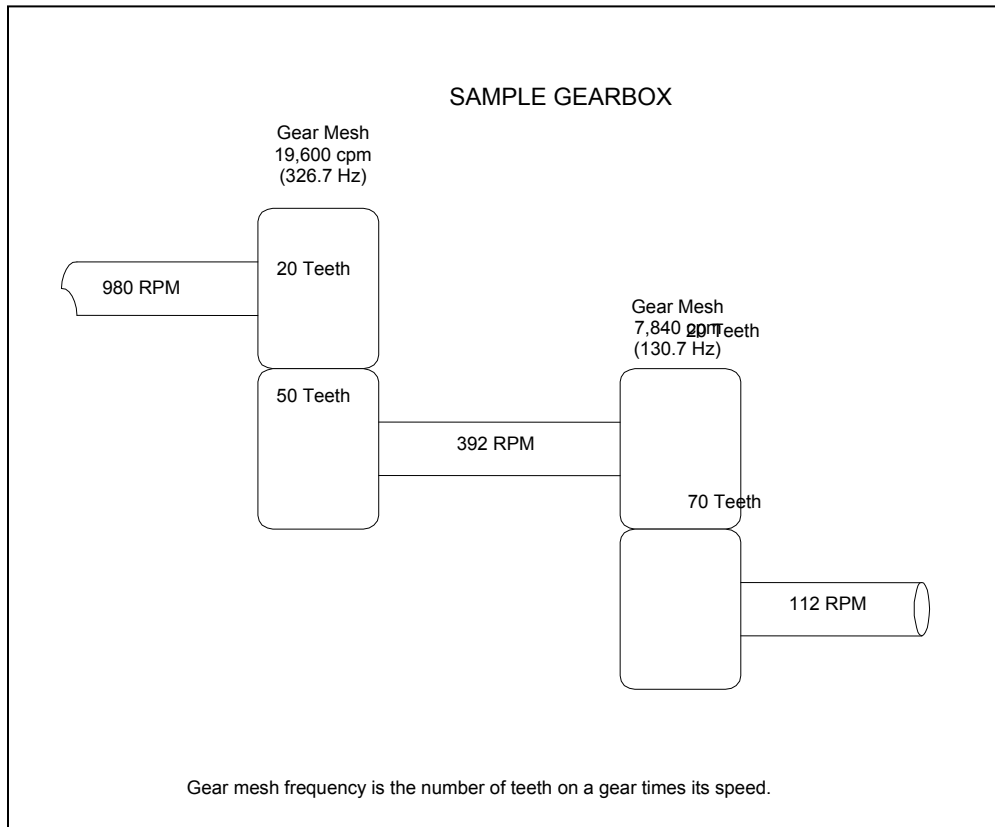 SAMPLE GEARBOX
Gear Mesh
19,600 cpm
(326.7 Hz)
20 Teeth
980 RPM
Gear Mesh
7,840 cpm
20 Teeth
(130.7 Hz)
50 Teeth
392 RPM
70 Teeth
112 RPM
Gear mesh frequency is the number of teeth on a gear times its speed.